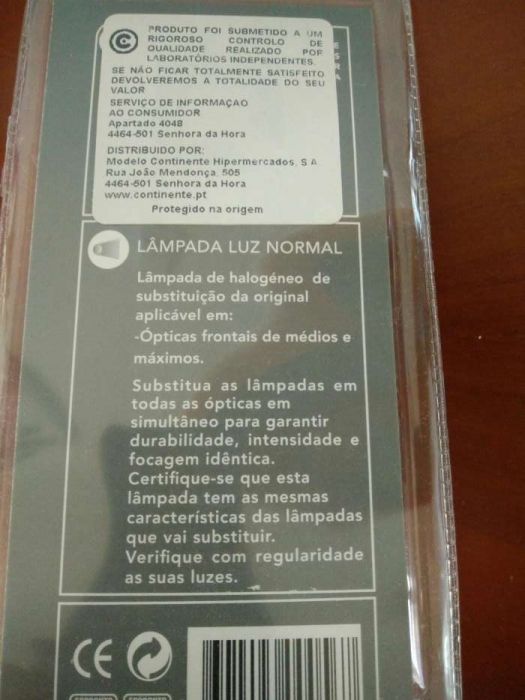 PRODUTO FOI SUBMETIDO A UM
RIGOROSO CONTROLO DE
QUALIDADE REALIZADO POR
LABORATÓRIOS INDEPENDENTES.
SE NÃO FICAR TOTALMENTE SATISFEITO
DEVOLVEREMOS A TOTALIDADE DO SEU
VALOR
SERVIÇO DE INFORMAÇAO
AO CONSUMIDOR
Apartado 4048
4464-501 Senhora da Hora
DISTRIBUIDO POR:
Modelo Continente Hipermercados, S.A.
Rua João Mendonça, 505
4464-501 Senhora da Hora
www.continente.pt
Protegido na origem
LÂMPADA LUZ NORMAL
Lâmpada de halogéneo de
substituição da original
aplicável em:
-Ópticas frontais de médios e
máximos.
Substitua as lâmpadas em
todas as ópticas em
simultâneo para garantir
durabilidade, intensidade e
focagem idêntica.
Certifique-se que esta
lâmpada tem as mesmas
características das lâmpadas
que vai substituir.
Verifique com regularidade
as suas luzes.
CE